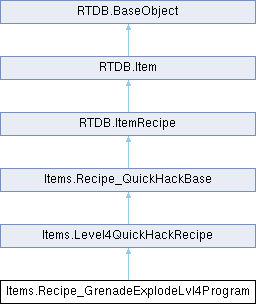 RTDB.BaseObject
RTDB.Item
RTDB.ItemRecipe
Items.Recipe_QuickHackBase
Items.Level4QuickHackRecipe
Items.Recipe_GrenadeExplodeLvl4Program